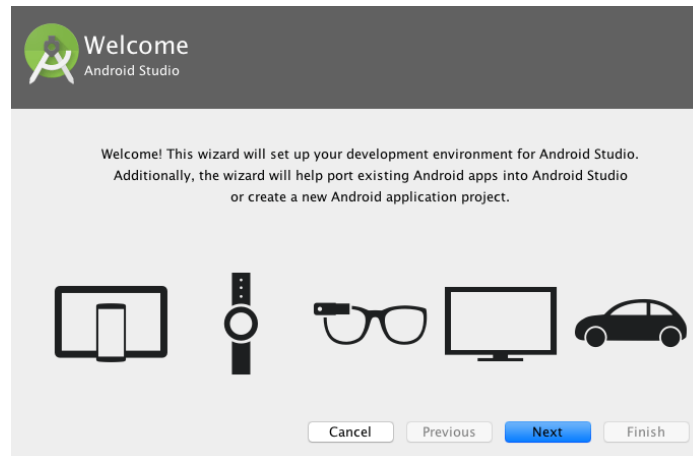 Welcome
Android Studio
Welcome! This wizard will set up your development environment for Android Studio.
Additionally, the wizard will help port existing Android apps into Android Studio
or create a new Android application project.
Cancel Previous Next Finish